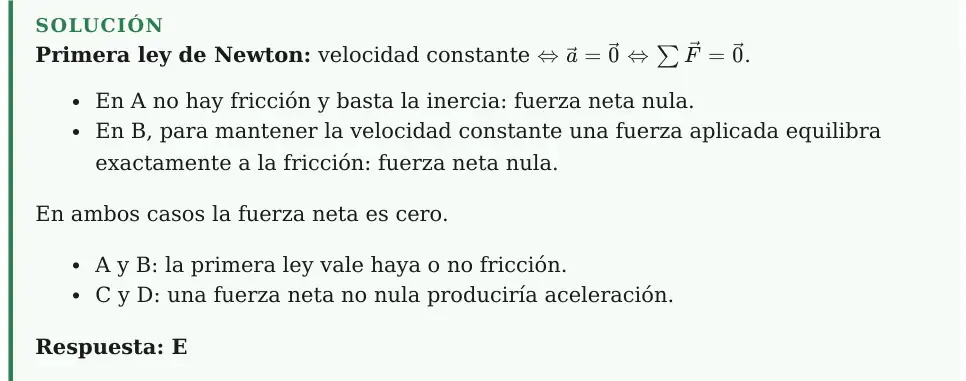 SOLUCIÓN
Primera ley de Newton: velocidad constante ⇔ a⃗ = 0⃗ ⇔ ∑ F⃗ = 0⃗.
• En A no hay fricción y basta la inercia: fuerza neta nula.
• En B, para mantener la velocidad constante una fuerza aplicada equilibra
exactamente a la fricción: fuerza neta nula.
En ambos casos la fuerza neta es cero.
• A y B: la primera ley vale haya o no fricción.
• C y D: una fuerza neta no nula produciría aceleración.
Respuesta: E